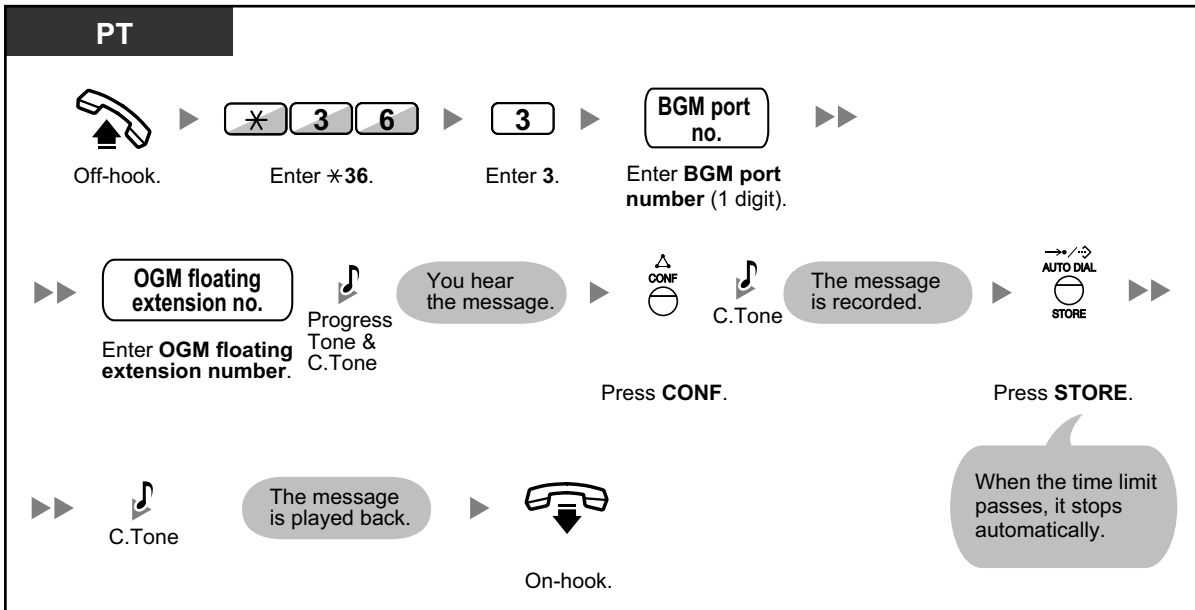 PT
✳ 3 6
3
BGM port
no.
Off-hook.
Enter ✳36.
Enter 3.
Enter BGM port
number (1 digit).
OGM floating
extension no.
Enter OGM floating
extension number.
Progress
Tone &
C.Tone
You hear
the message.
CONF
Press CONF.
C.Tone
The message
is recorded.
AUTO DIAL
STORE
Press STORE.
When the time limit
passes, it stops
automatically.
C.Tone
The message
is played back.
On-hook.